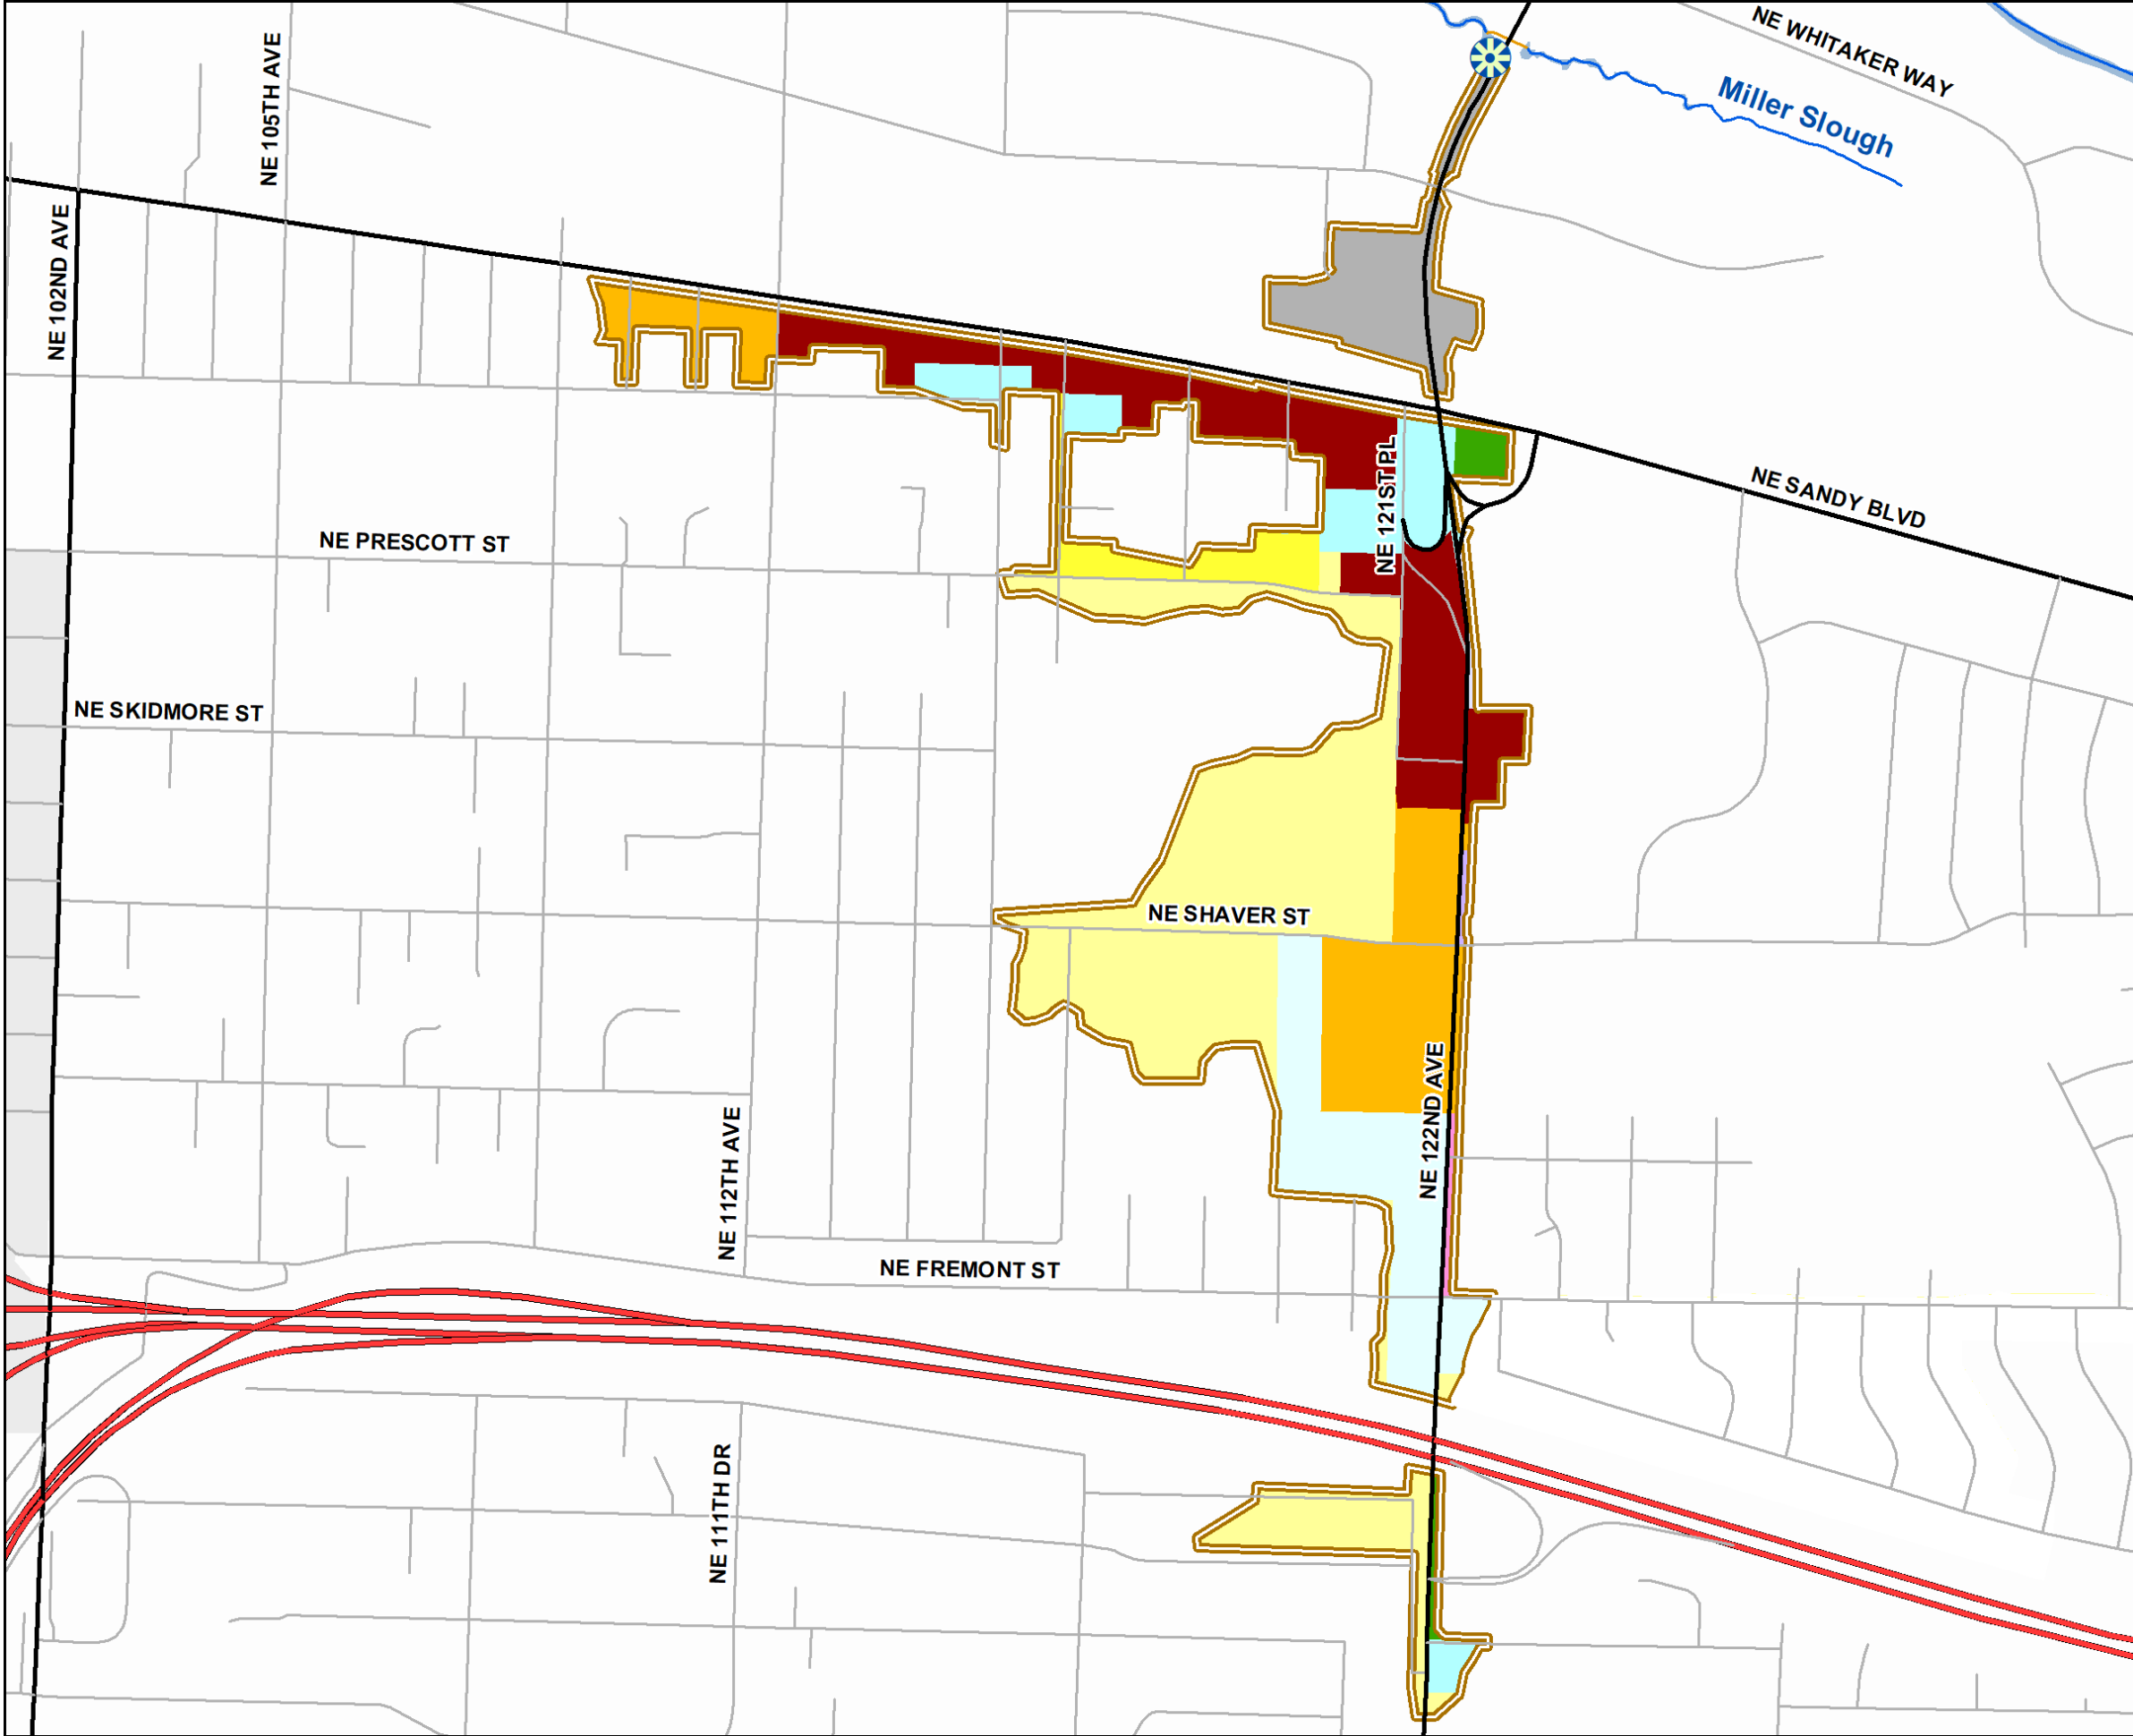 NE WHITAKER WAY
Miller Slough
NE 105TH AVE
NE 102ND AVE
NE 121ST PL
NE SANDY BLVD
NE PRESCOTT ST
NE SKIDMORE ST
NE SHAVER ST
NE 122ND AVE
NE 112TH AVE
NE FREMONT ST
NE 111TH DR